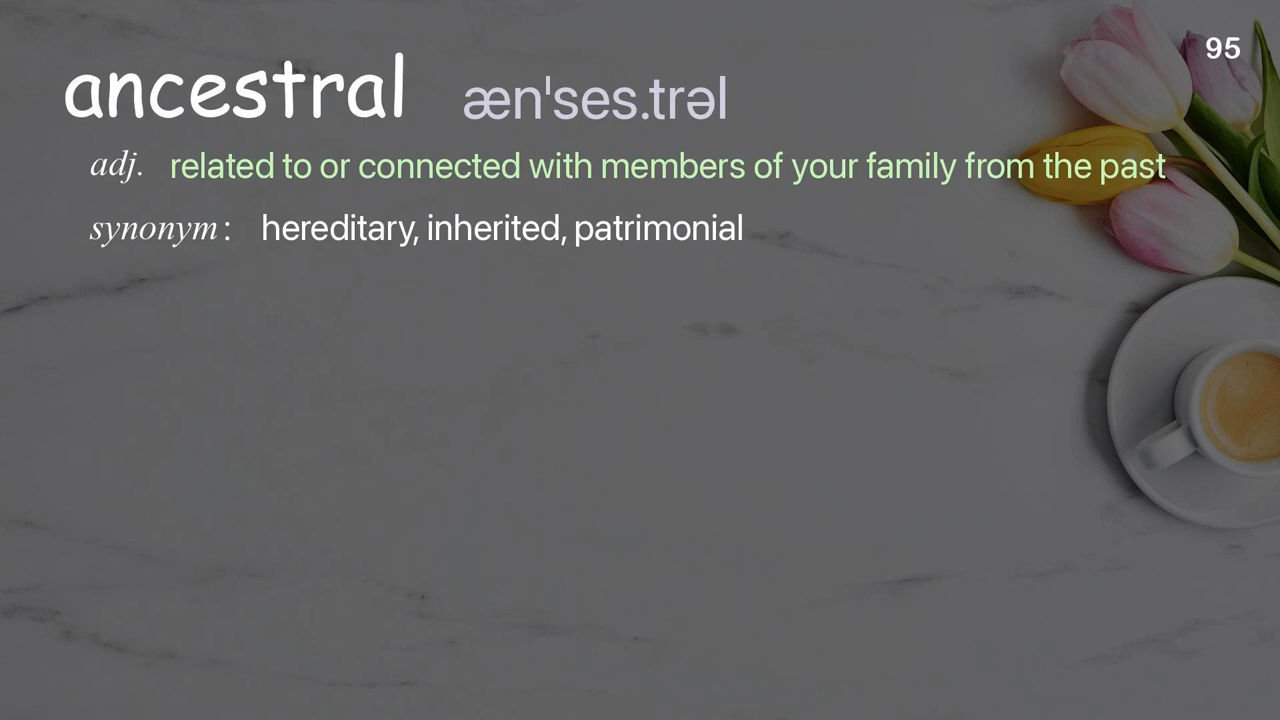 95
ancestral æn'ses.trəl
adj. related to or connected with members of your family from the past
synonym: hereditary, inherited, patrimonial